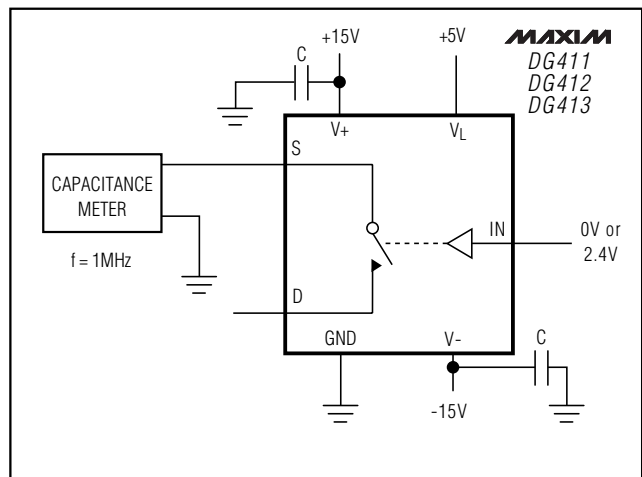 MAXIM
DG411
DG412
DG413
+15V
+5V
C
V+
VL
S
CAPACITANCE
METER
f = 1MHz
IN
0V or
2.4V
D
GND
V-
C
-15V